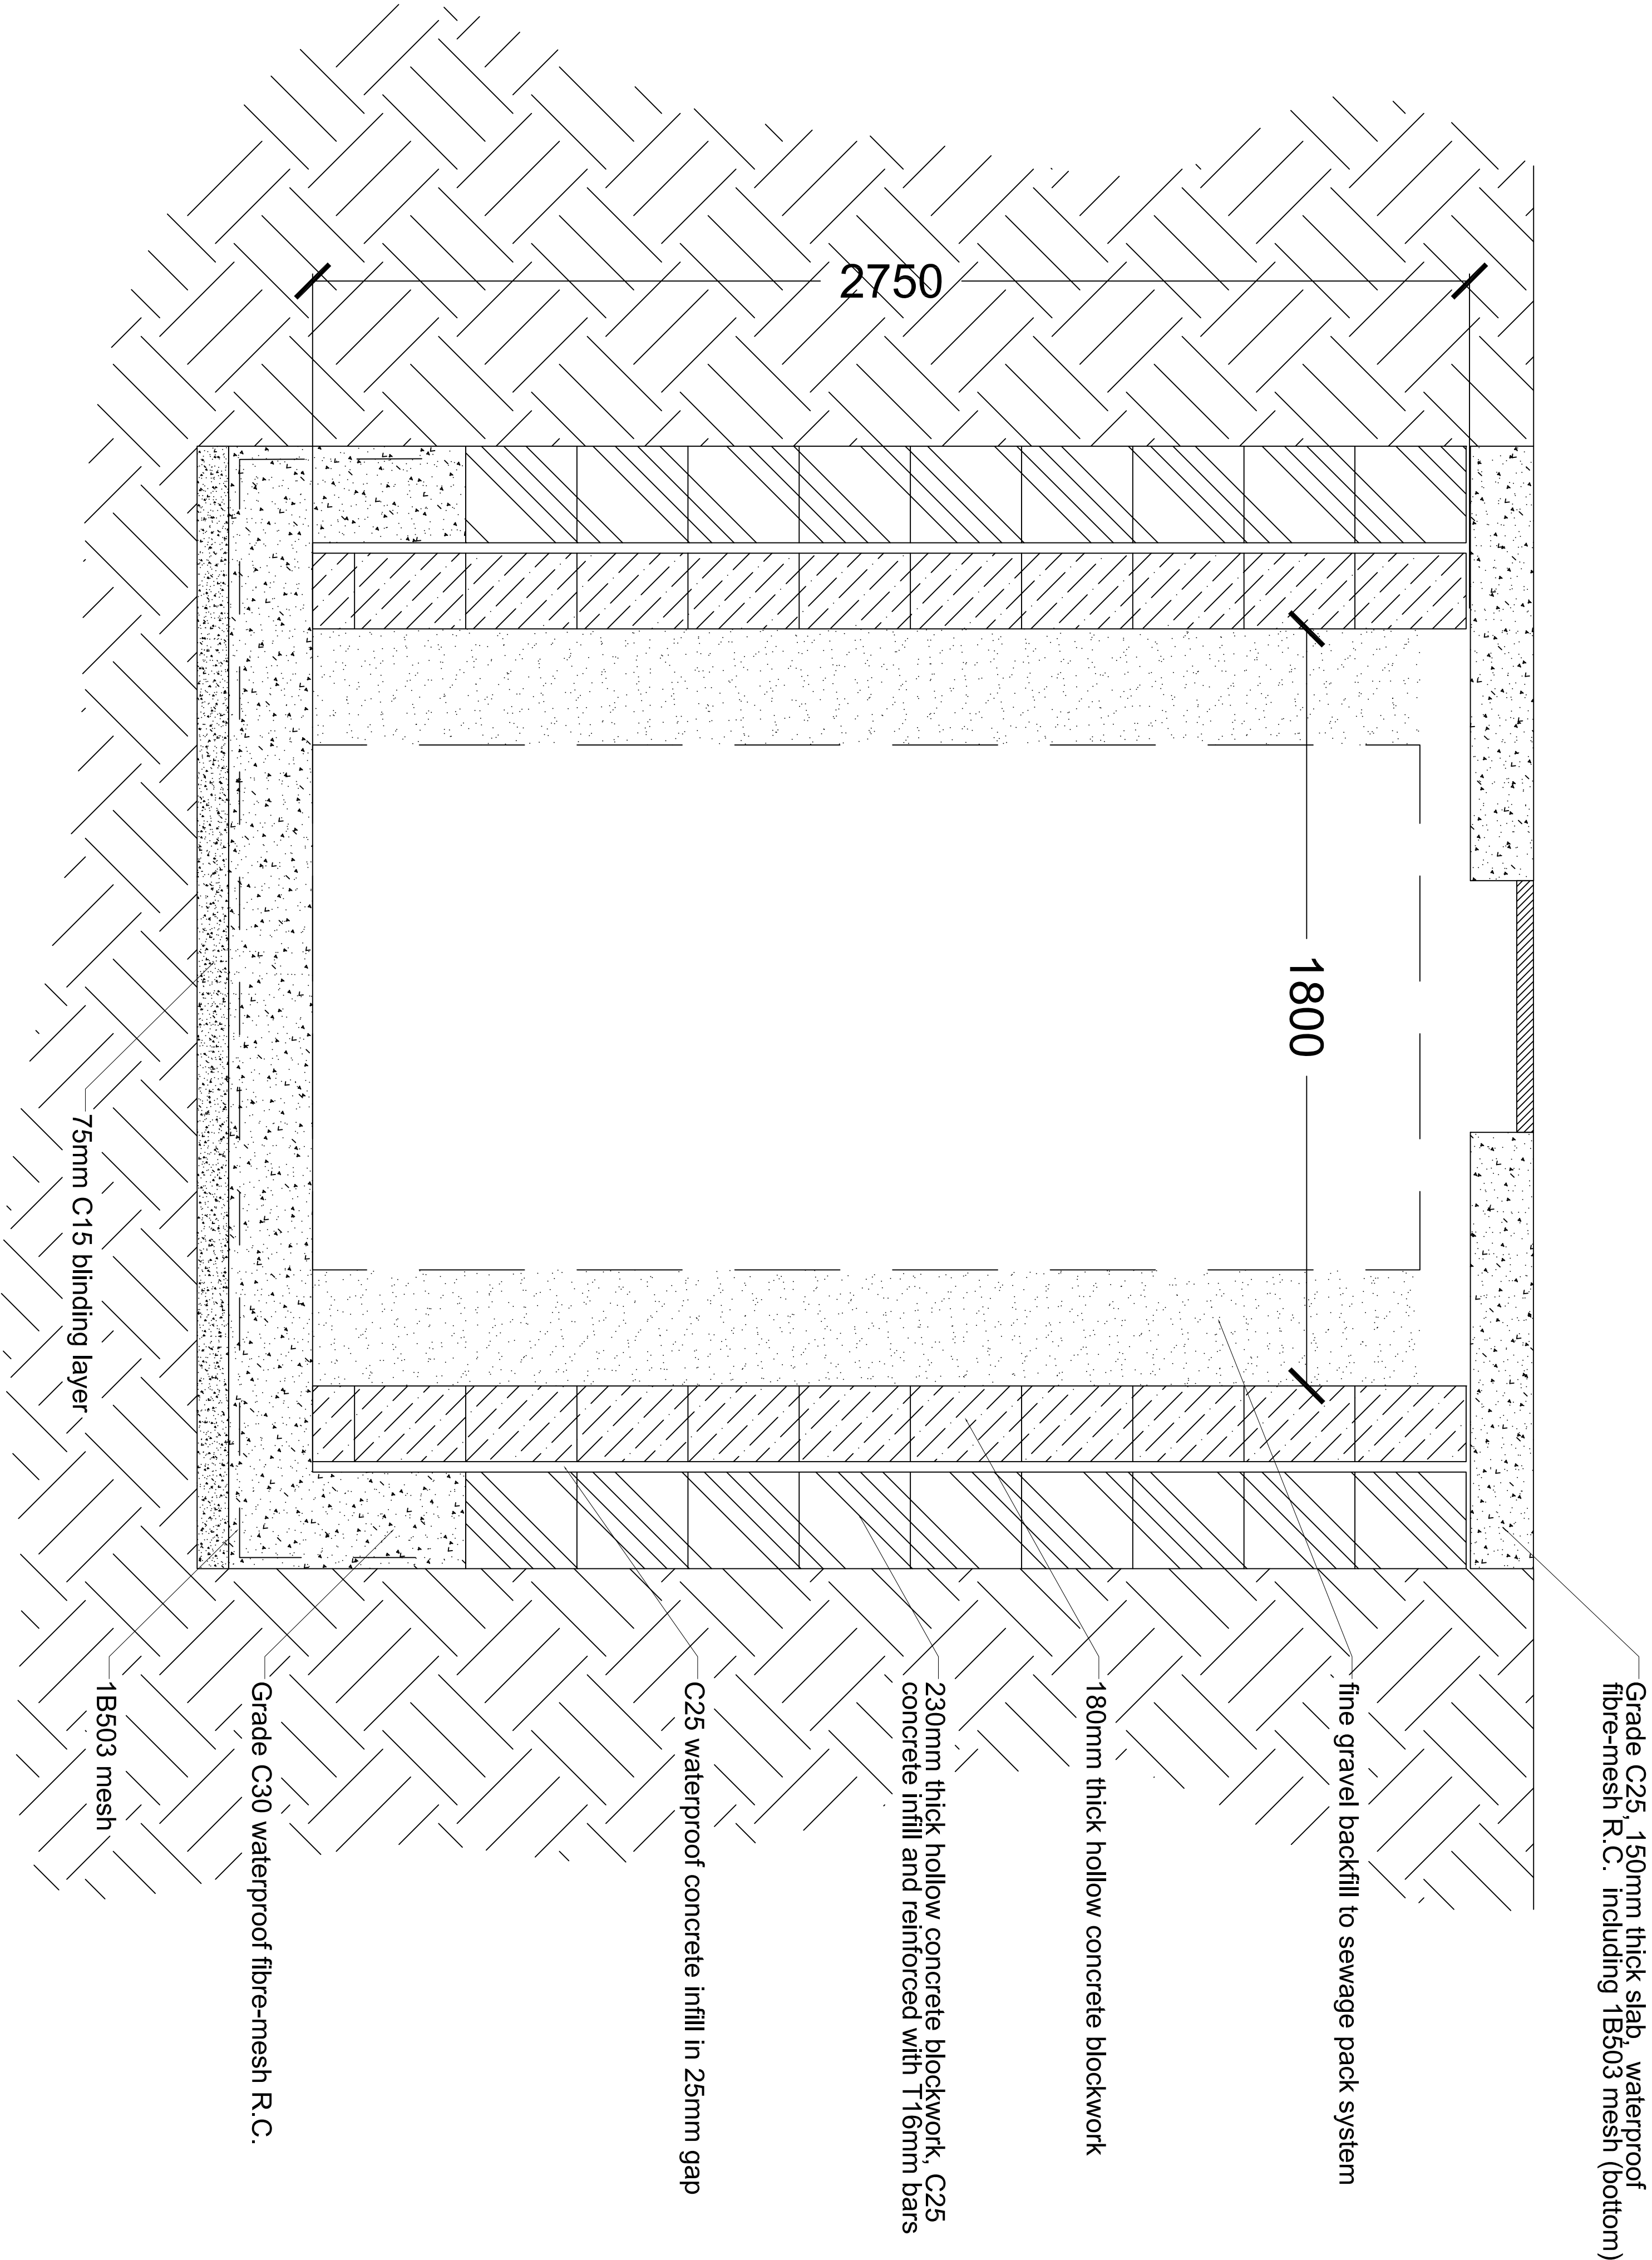 Grade C25, 150mm thick slab, waterproof
fibre-mesh R.C. including 1B503 mesh (bottom)
fine gravel backfill to sewage pack system
180mm thick hollow concrete blockwork
230mm thick hollow concrete blockwork, C25
concrete infill and reinforced with T16mm bars
C25 waterproof concrete infill in 25mm gap
Grade C30 waterproof fibre-mesh R.C.
1B503 mesh
75mm C15 blinding layer
1800
2750